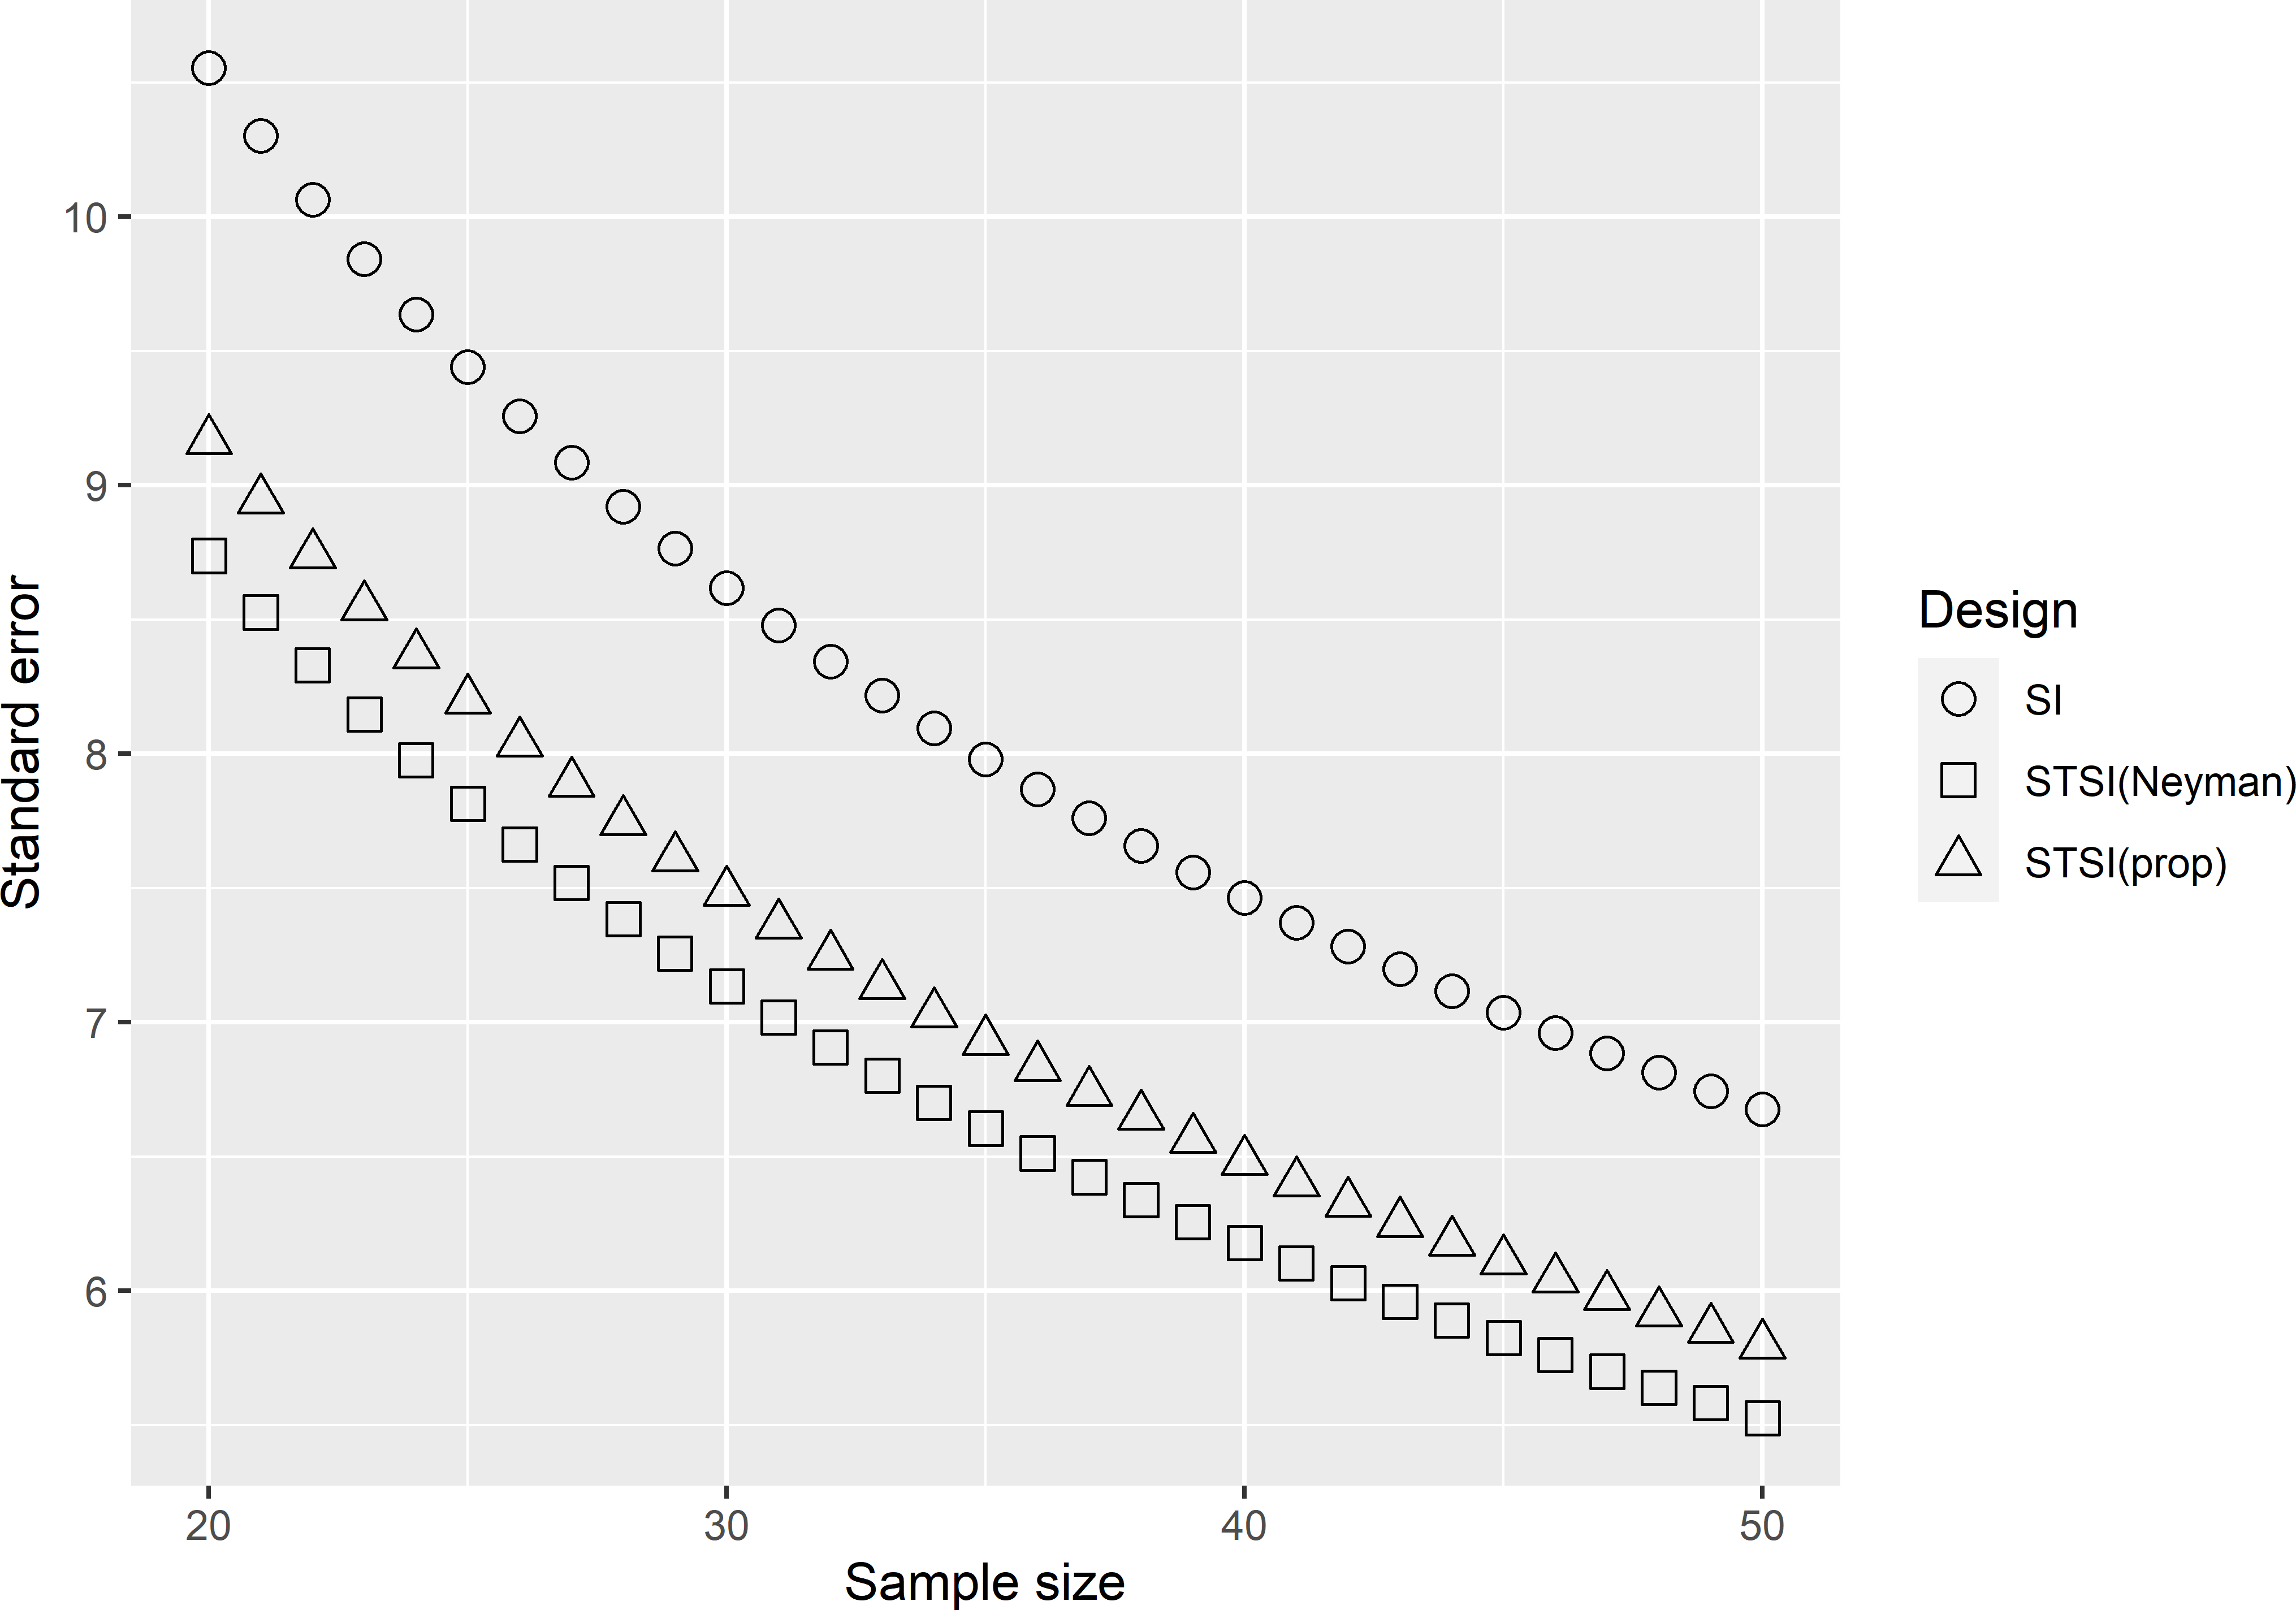 10
9
8
7
6
Standard error
20 30 40 50
Sample size
Design
SI
STSI(Neyman)
STSI(prop)